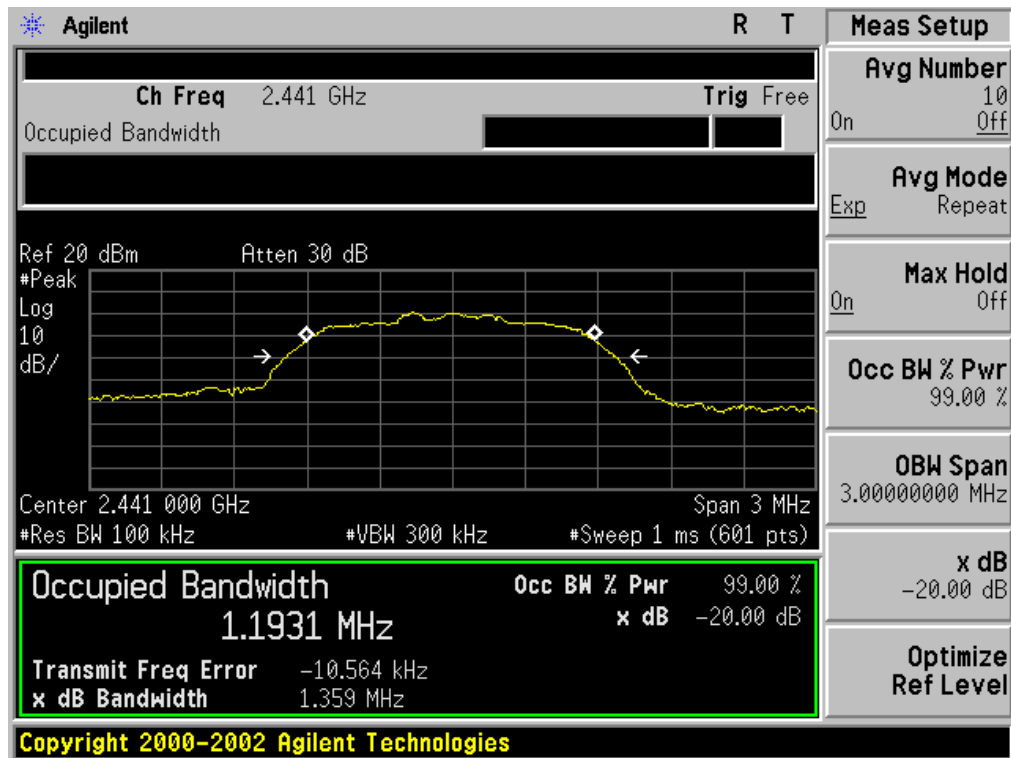 Agilent R T
Ch Freq 2.441 GHz Trig Free
Occupied Bandwidth
Ref 20 dBm Atten 30 dB
#Peak
Log
10
dB/
Center 2.441 000 GHz Span 3 MHz
#Res BW 100 kHz #VBW 300 kHz #Sweep 1 ms (601 pts)
Occupied Bandwidth Occ BW % Pwr 99.00 %
1.1931 MHz x dB -20.00 dB
Transmit Freq Error -10.564 kHz
x dB Bandwidth 1.359 MHz
Copyright 2000-2002 Agilent Technologies
Meas Setup
Avg Number
10
On Off
Avg Mode
Exp Repeat
Max Hold
On Off
Occ BW % Pwr
99.00 %
OBW Span
3.00000000 MHz
x dB
-20.00 dB
Optimize
Ref Level